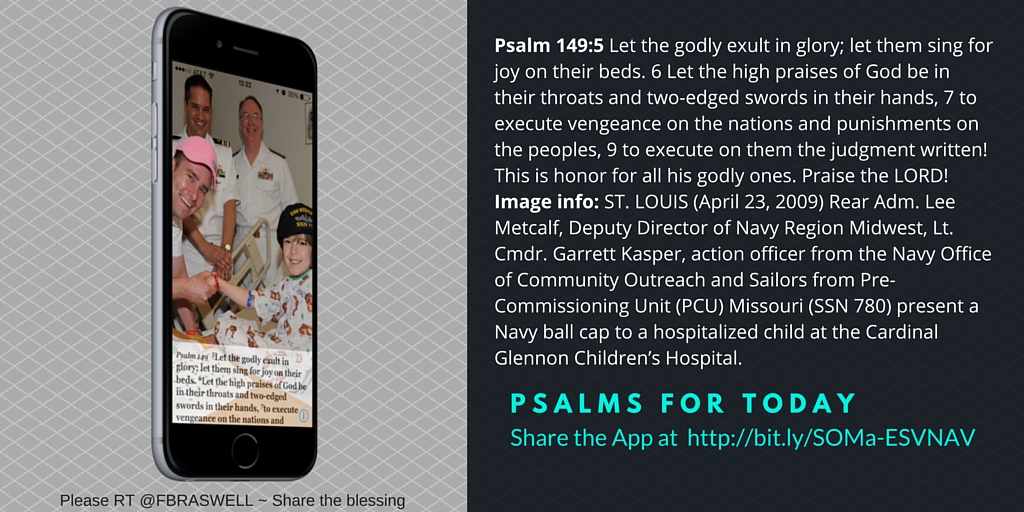 AT&T
13:22
35%
USS MISSOURI
SSN 780
Psalm 149 5Let the godly exult in
glory; let them sing for joy on their
beds. 6Let the high praises of God be
in their throats and two-edged
swords in their hands, 7to execute
vengeance on the nations and
Please RT @FBRASWELL ~ Share the blessing
Psalm 149:5 Let the godly exult in glory; let them sing for
joy on their beds. 6 Let the high praises of God be in
their throats and two-edged swords in their hands, 7 to
execute vengeance on the nations and punishments on
the peoples, 9 to execute on them the judgment written!
This is honor for all his godly ones. Praise the LORD!
Image info: ST. LOUIS (April 23, 2009) Rear Adm. Lee
Metcalf, Deputy Director of Navy Region Midwest, Lt.
Cmdr. Garrett Kasper, action officer from the Navy Office
of Community Outreach and Sailors from Pre-
Commissioning Unit (PCU) Missouri (SSN 780) present a
Navy ball cap to a hospitalized child at the Cardinal
Glennon Children's Hospital.
PSALMS FOR TODAY
Share the App at http://bit.ly/SOMa-ESVNAV